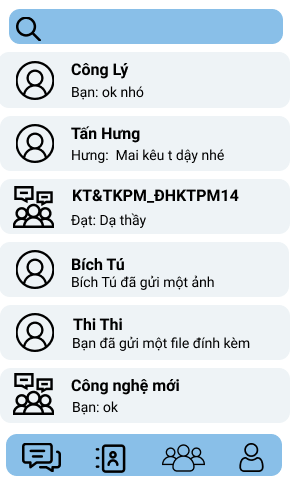 Công Lý
Bạn: ok nhó
Tấn Hưng
Hưng: Mai kêu t dậy nhé
KT&TKPM_ĐHKTPM14
Đạt: Dạ thầy
Bích Tú
Bích Tú đã gửi một ảnh
Thi Thi
Bạn đã gửi một file đính kèm
Công nghệ mới
Bạn: ok